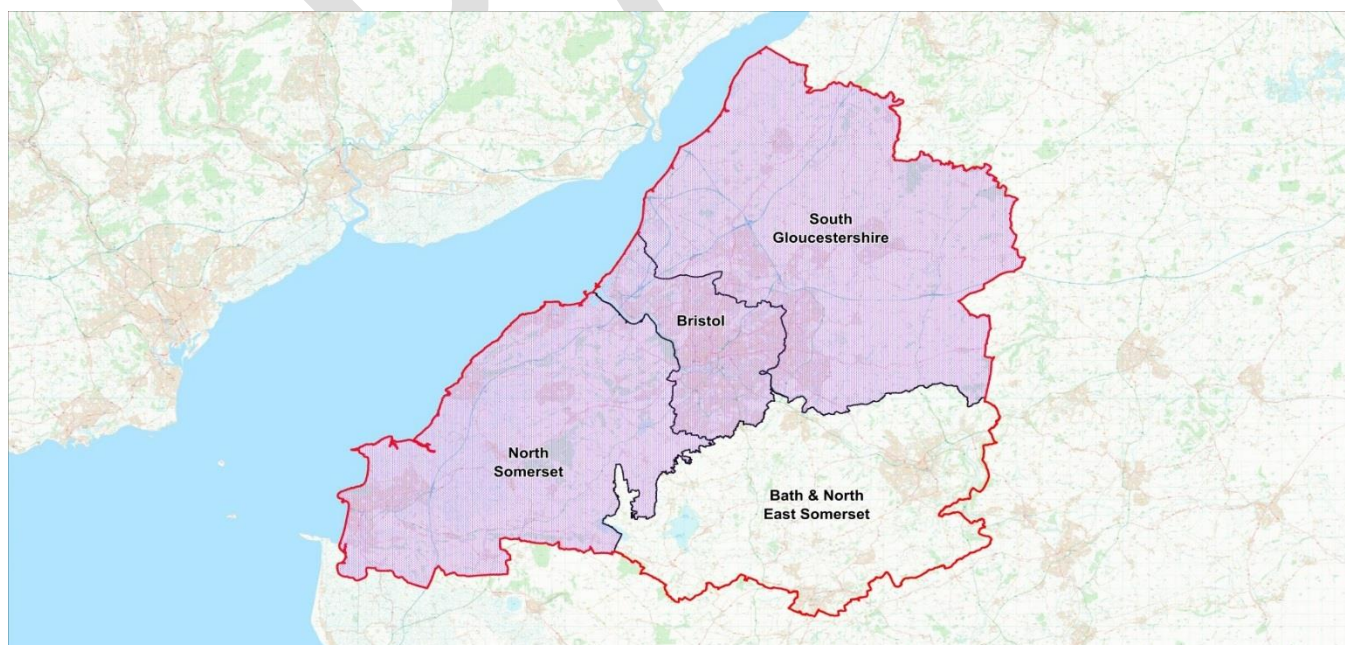 South
Gloucestershire
Bristol
North
Somerset
Bath & North
East Somerset